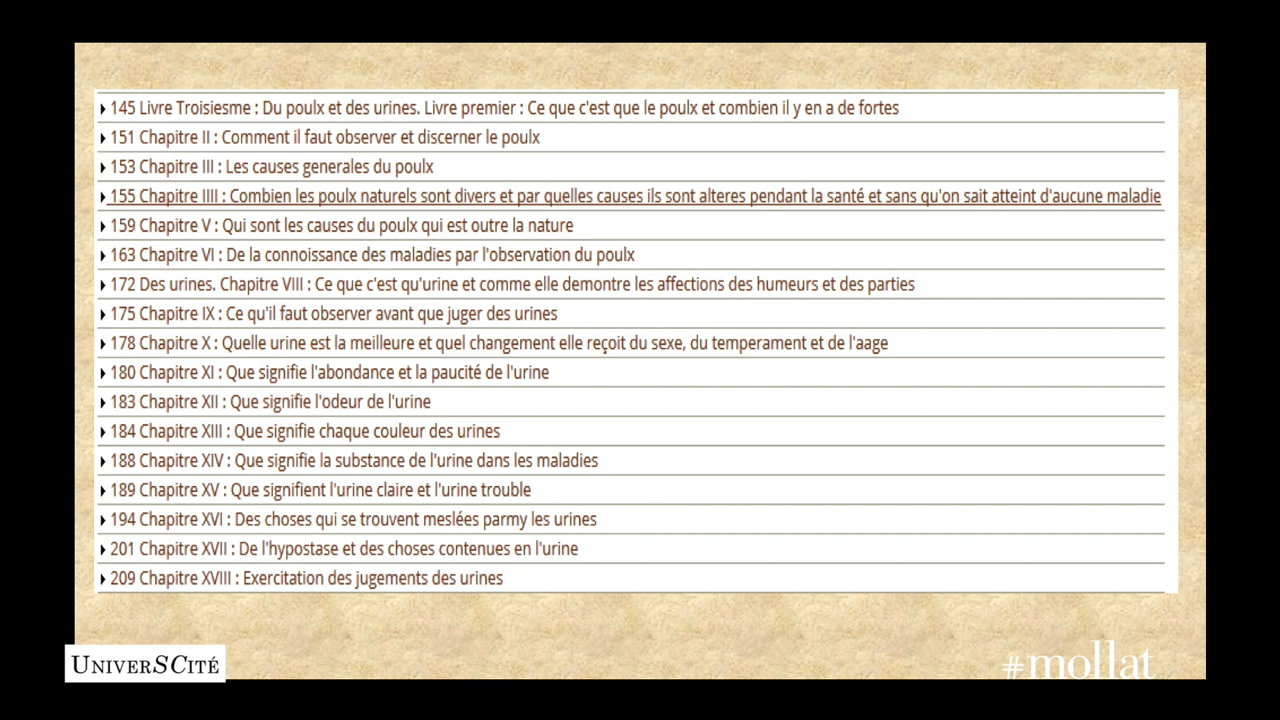 145 Livre Troisiesme : Du poulx et des urines. Livre premier : Ce que c'est que le poulx et combien il y en a de fortes
151 Chapitre II : Comment il faut observer et discerner le poulx
153 Chapitre III : Les causes generales du poulx
155 Chapitre IIII : Combien les poulx naturels sont divers et par quelles causes ils sont alteres pendant la santé et sans qu'on sait atteint d'aucune maladie
159 Chapitre V : Qui sont les causes du poulx qui est outre la nature
163 Chapitre VI : De la connoissance des maladies par l'observation du poulx
172 Des urines. Chapitre VIII : Ce que c'est qu'urine et comme elle demontre les affections des humeurs et des parties
175 Chapitre IX : Ce qu'il faut observer avant que juger des urines
178 Chapitre X : Quelle urine est la meilleure et quel changement elle reçoit du sexe, du temperament et de l'aage
180 Chapitre XI : Que signifie l'abondance et la paucité de l'urine
183 Chapitre XII : Que signifie l'odeur de l'urine
184 Chapitre XIII : Que signifie chaque couleur des urines
188 Chapitre XIV : Que signifie la substance de l'urine dans les maladies
189 Chapitre XV : Que signifient l'urine claire et l'urine trouble
194 Chapitre XVI : Des choses qui se trouvent meslées parmy les urines
201 Chapitre XVII : De l'hypostase et des choses contenues en l'urine
209 Chapitre XVIII : Exercitation des jugements des urines
UNIVERSCITÉ
#mollat